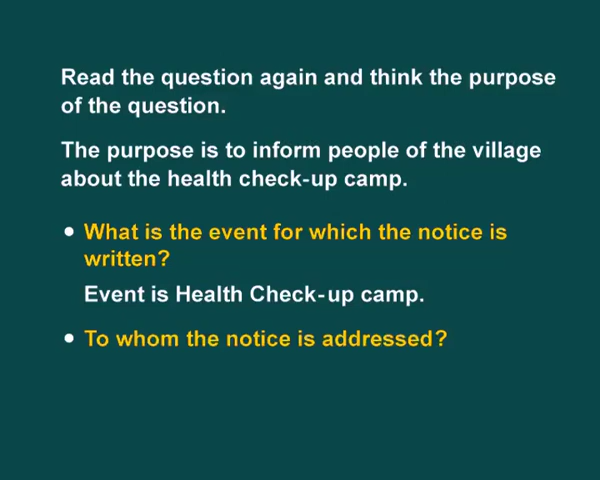 Read the question again and think the purpose
of the question.
The purpose is to inform people of the village
about the health check-up camp.
• What is the event for which the notice is
written?
Event is Health Check-up camp.
• To whom the notice is addressed?